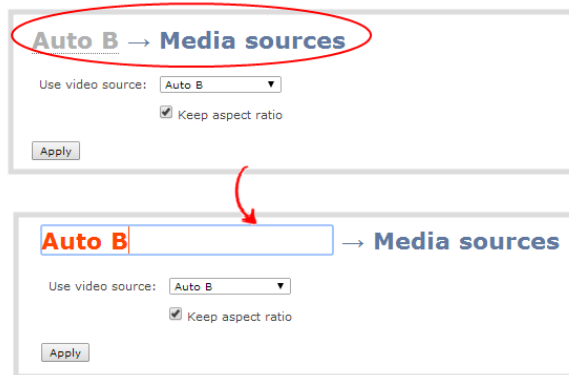 Auto B → Media sources
Use video source: Auto B
Keep aspect ratio
Apply
Auto B → Media sources
Use video source: Auto B
Keep aspect ratio
Apply